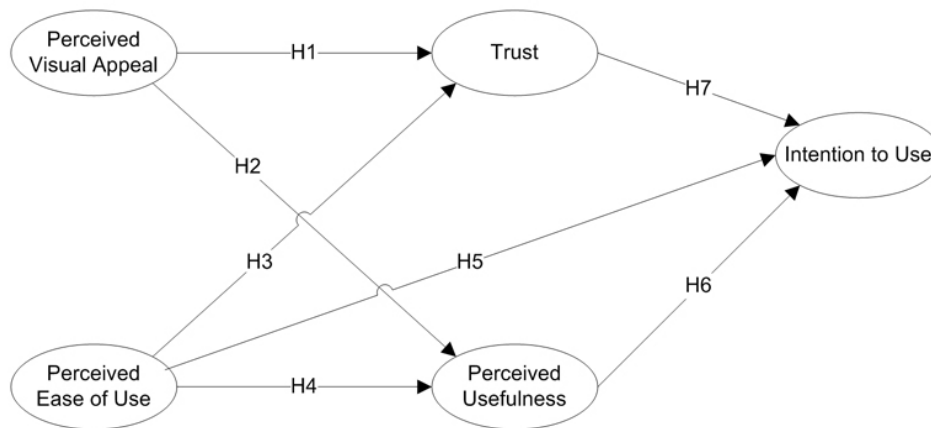 Perceived
Visual Appeal
H1
Trust
H7
Intention to Use
H2
H3
H5
H6
Perceived
Ease of Use
H4
Perceived
Usefulness